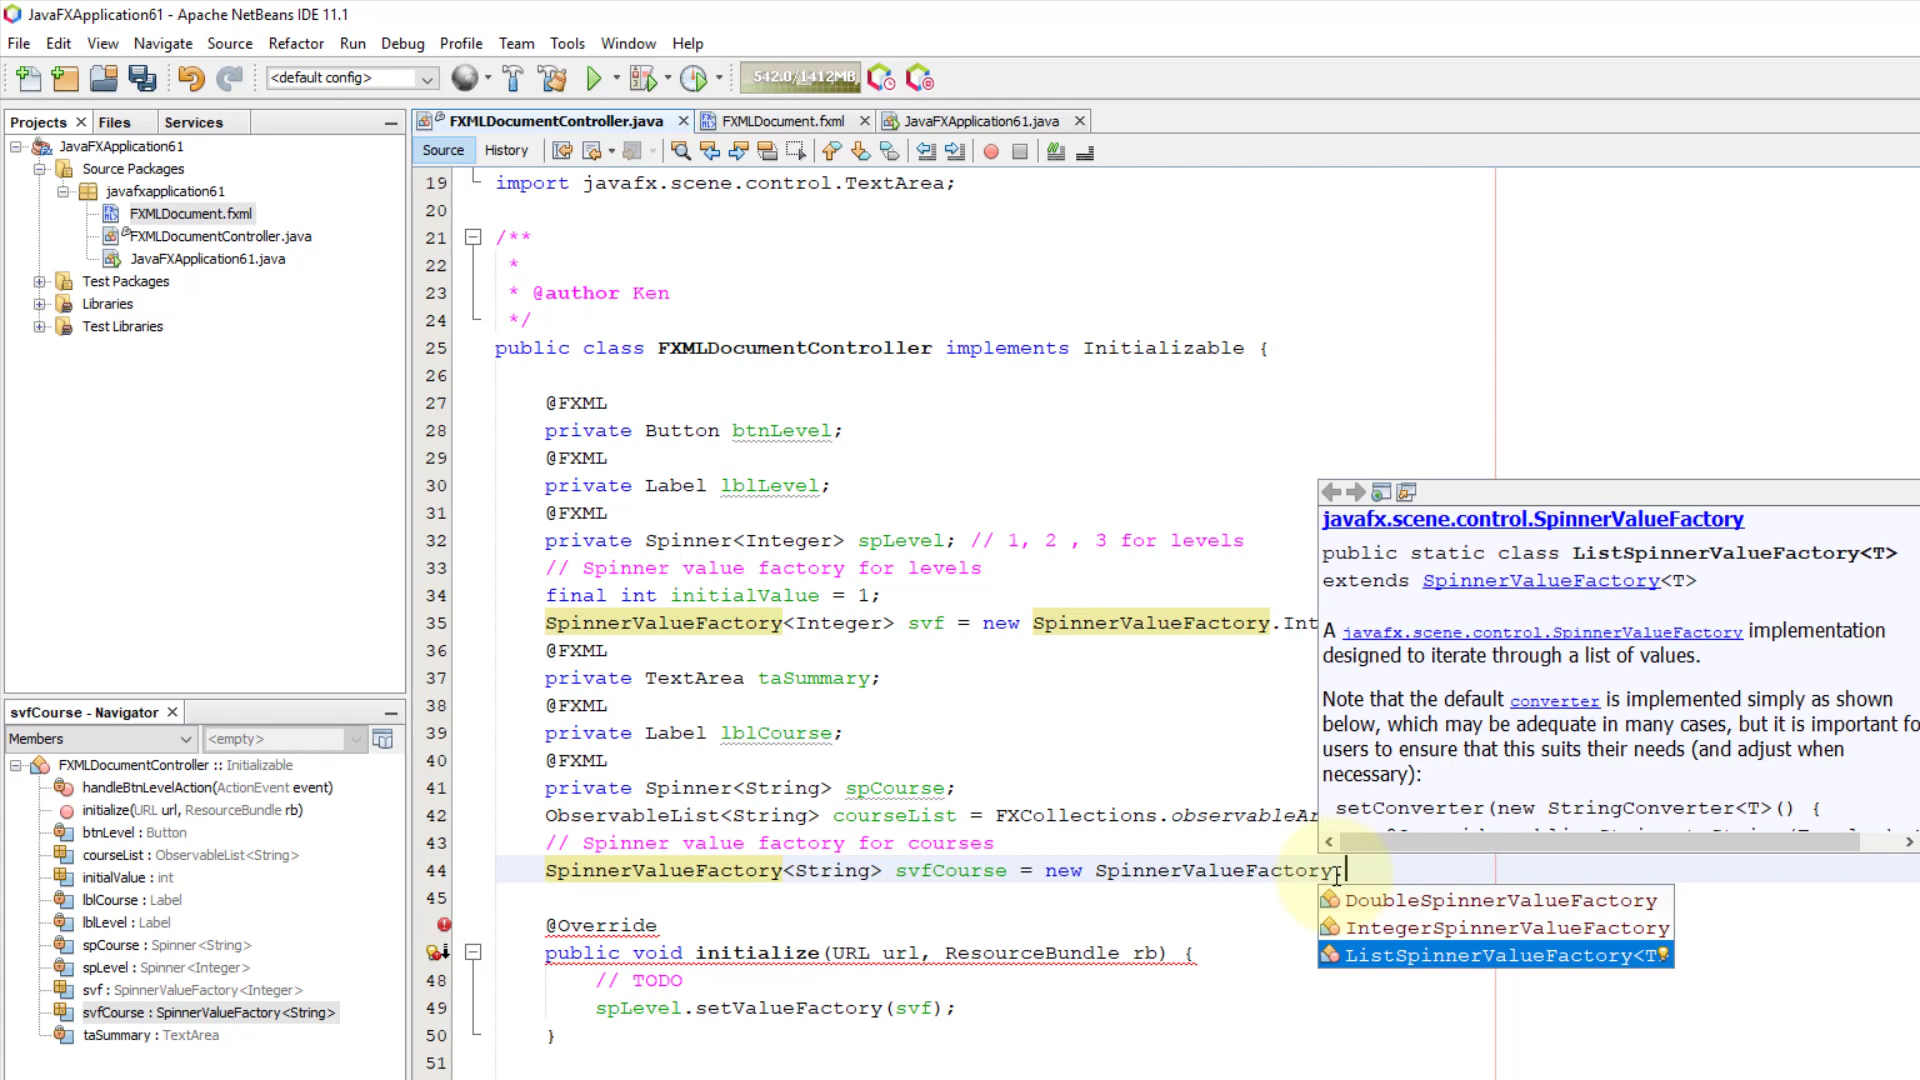 JavaFXApplication61 - Apache NetBeans IDE 11.1
File Edit View Navigate Source Refactor Run Debug Profile Team Tools Window Help
<default config>
542.0/1412MB
Projects Files Services
JavaFXApplication61
Source Packages
javafxapplication61
FXMLDocument.fxml
FXMLDocumentController.java
JavaFXApplication61.java
Test Packages
Libraries
Test Libraries
svfCourse - Navigator
Members <empty>
FXMLDocumentController :: Initializable
handleBtnLevelAction(ActionEvent event)
initialize(URL url, ResourceBundle rb)
btnLevel : Button
courseList : ObservableList<String>
initialValue : int
lblCourse : Label
lblLevel : Label
spCourse : Spinner<String>
spLevel : Spinner<Integer>
svf : SpinnerValueFactory<Integer>
svfCourse : SpinnerValueFactory<String>
taSummary : TextArea
FXMLDocumentController.java FXMLDocument.fxml JavaFXApplication61.java
Source History
19 import javafx.scene.control.TextArea;
20
21 /**
22 *
23 * @author Ken
24 */
25 public class FXMLDocumentController implements Initializable {
26
27 @FXML
28 private Button btnLevel;
29 @FXML
30 private Label lblLevel;
31 @FXML
32 private Spinner<Integer> spLevel; // 1, 2 , 3 for levels
33 // Spinner value factory for levels
34 final int initialValue = 1;
35 SpinnerValueFactory<Integer> svf = new SpinnerValueFactory.Int
36 @FXML
37 private TextArea taSummary;
38 @FXML
39 private Label lblCourse;
40 @FXML
41 private Spinner<String> spCourse;
42 ObservableList<String> courseList = FXCollections.observableAr
43 // Spinner value factory for courses
44 SpinnerValueFactory<String> svfCourse = new SpinnerValueFactory.
45
@Override
public void initialize(URL url, ResourceBundle rb) {
48 // TODO
49 spLevel.setValueFactory(svf);
50 }
51
javafx.scene.control.SpinnerValueFactory
public static class ListSpinnerValueFactory<T>
extends SpinnerValueFactory<T>
A javafx.scene.control.SpinnerValueFactory implementation
designed to iterate through a list of values.
Note that the default converter is implemented simply as shown
below, which may be adequate in many cases, but it is important fo
users to ensure that this suits their needs (and adjust when
necessary):
setConverter(new StringConverter<T>() {
DoubleSpinnerValueFactory
IntegerSpinnerValueFactory
ListSpinnerValueFactory<T